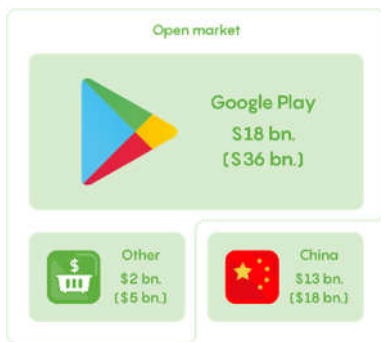 Open market
Google Play
$18 bn.
($36 bn.)
$
Other
$2 bn.
($5 bn.)
China
$13 bn.
($18 bn.)